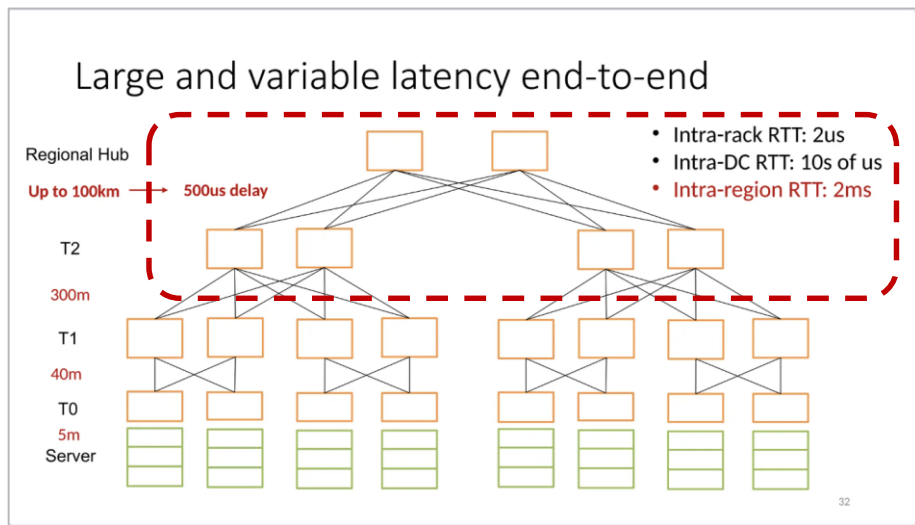 Large and variable latency end-to-end
• Intra-rack RTT: 2us
• Intra-DC RTT: 10s of us
• Intra-region RTT: 2ms
Regional Hub
Up to 100km
500us delay
T2
300m
T1
40m
T0
5m
Server
32